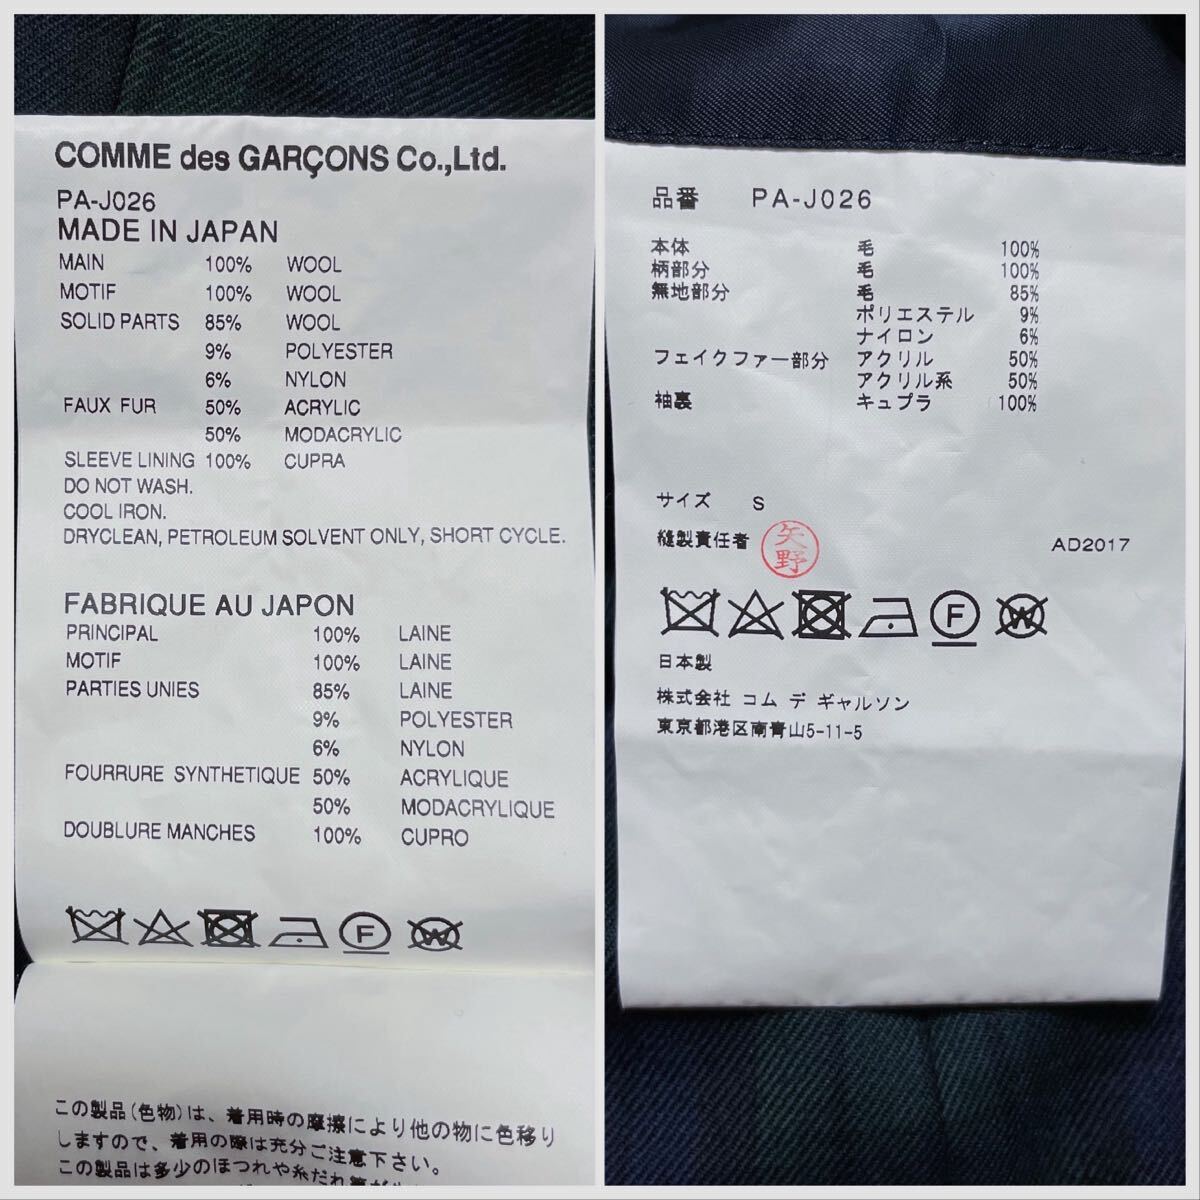 COMME des GARÇONS Co.,Ltd.
PA-J026
MADE IN JAPAN
MAIN 100% WOOL
MOTIF 100% WOOL
SOLID PARTS 85% WOOL
9% POLYESTER
6% NYLON
FAUX FUR 50% ACRYLIC
50% MODACRYLIC
SLEEVE LINING 100% CUPRA
DO NOT WASH.
COOL IRON.
DRYCLEAN, PETROLEUM SOLVENT ONLY, SHORT CYCLE.
FABRIQUE AU JAPON
PRINCIPAL 100% LAINE
MOTIF 100% LAINE
PARTIES UNIES 85% LAINE
9% POLYESTER
6% NYLON
FOURRURE SYNTHETIQUE 50% ACRYLIQUE
50% MODACRYLIQUE
DOUBLURE MANCHES 100% CUPRO
F W
この製品(色物)は、着用時の摩擦により他の物に色移り
しますので、着用の際は充分ご注意下さい。
この製品は多少のほつれや糸だれ等が
品番 PA-J026
本体 毛 100%
柄部分 毛 100%
無地部分 毛 85%
ポリエステル 9%
ナイロン 6%
フェイクファー部分 アクリル 50%
アクリル系 50%
袖裏 キュプラ 100%
サイズ S
縫製責任者 矢野 AD2017
F W
日本製
株式会社 コム デ ギャルソン
東京都港区南青山5-11-5